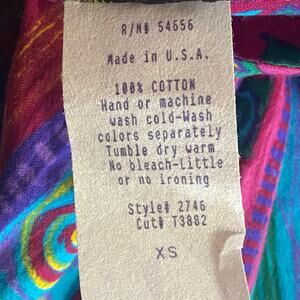 R/N# 54656
Made in U.S.A.
100% COTTON
Hand or machine
wash cold-Wash
colors separately
Tumble dry warm
No bleach-Little
or no ironing
Style# 2746
Cut# T3882
XS